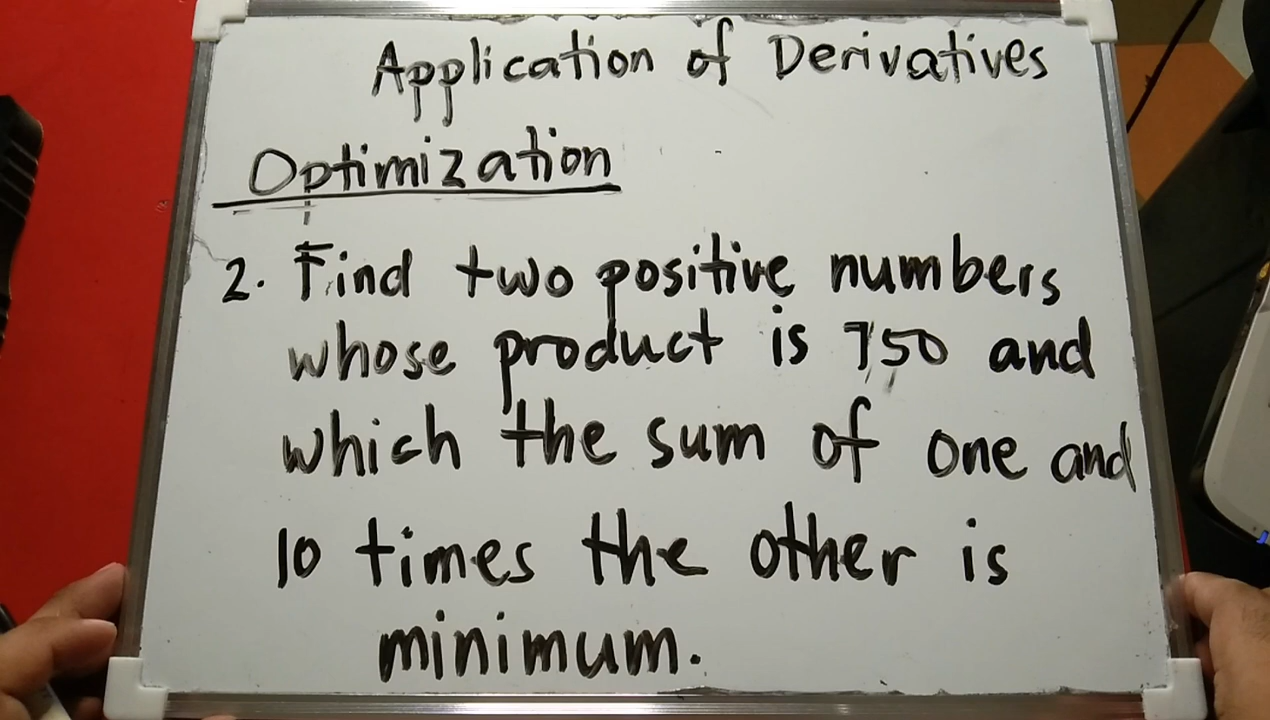 Application of Derivatives
Optimization
2. Find two positive numbers
whose product is 750 and
which the sum of one and
10 times the other is
minimum.